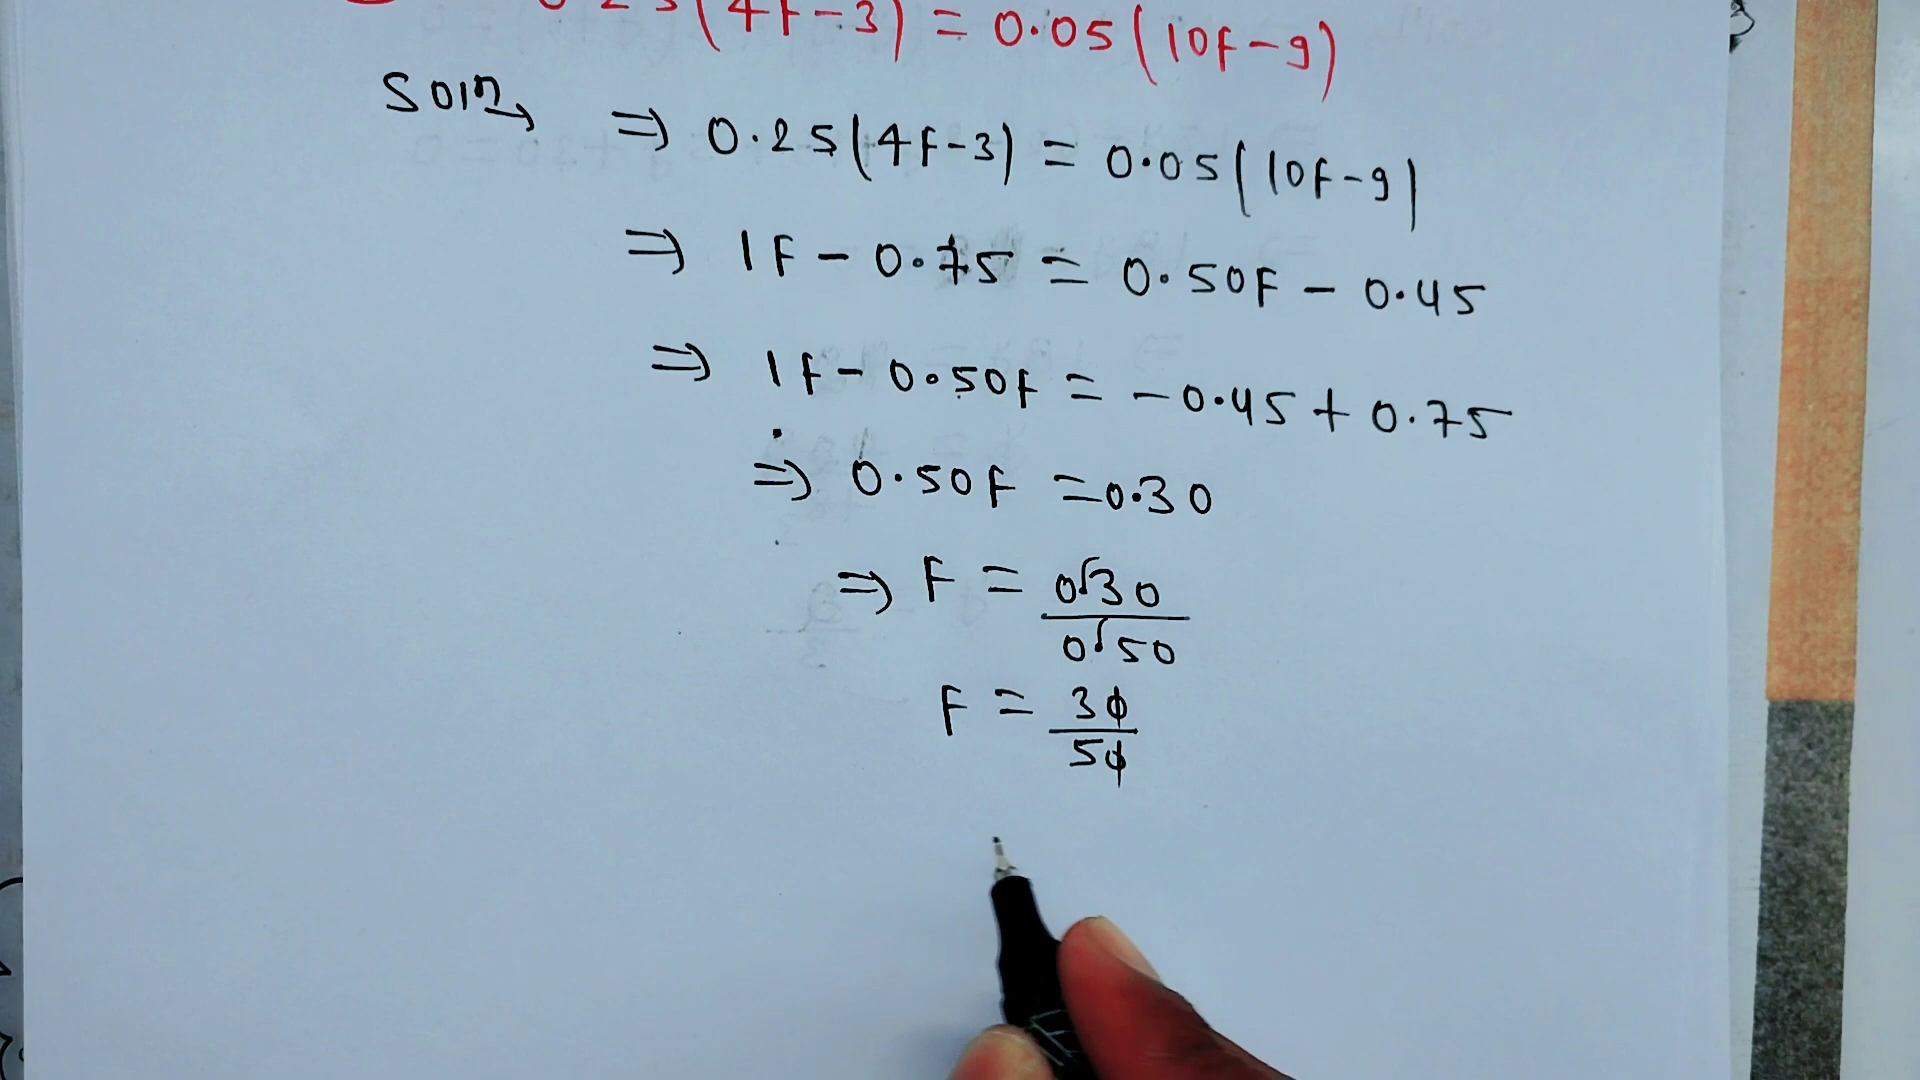 0.25(4F-3) = 0.05(10F-9)
Soln → ⇒ 0.25(4F-3) = 0.05(10F-9)
⇒ 1F - 0.75 = 0.50F - 0.45
⇒ 1F - 0.50F = -0.45 + 0.75
⇒ 0.50F = 0.30
⇒ F = 0.30/0.50
F = 30/50